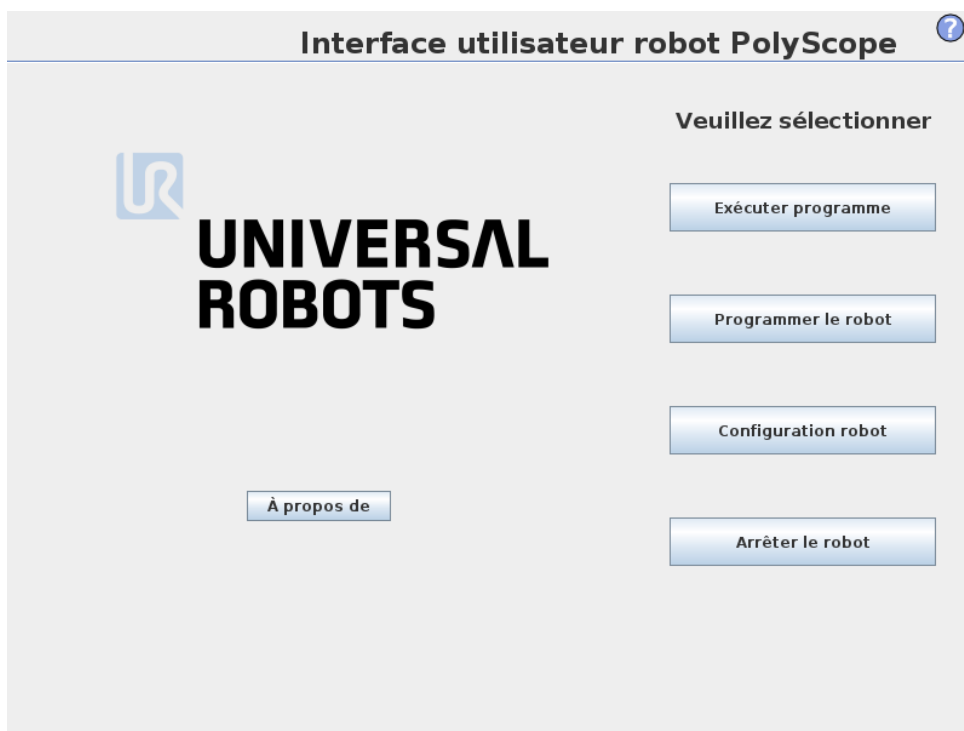 Interface utilisateur robot PolyScope
?
Veuillez sélectionner
UR
UNIVERSAL
ROBOTS
Exécuter programme
Programmer le robot
Configuration robot
À propos de
Arrêter le robot